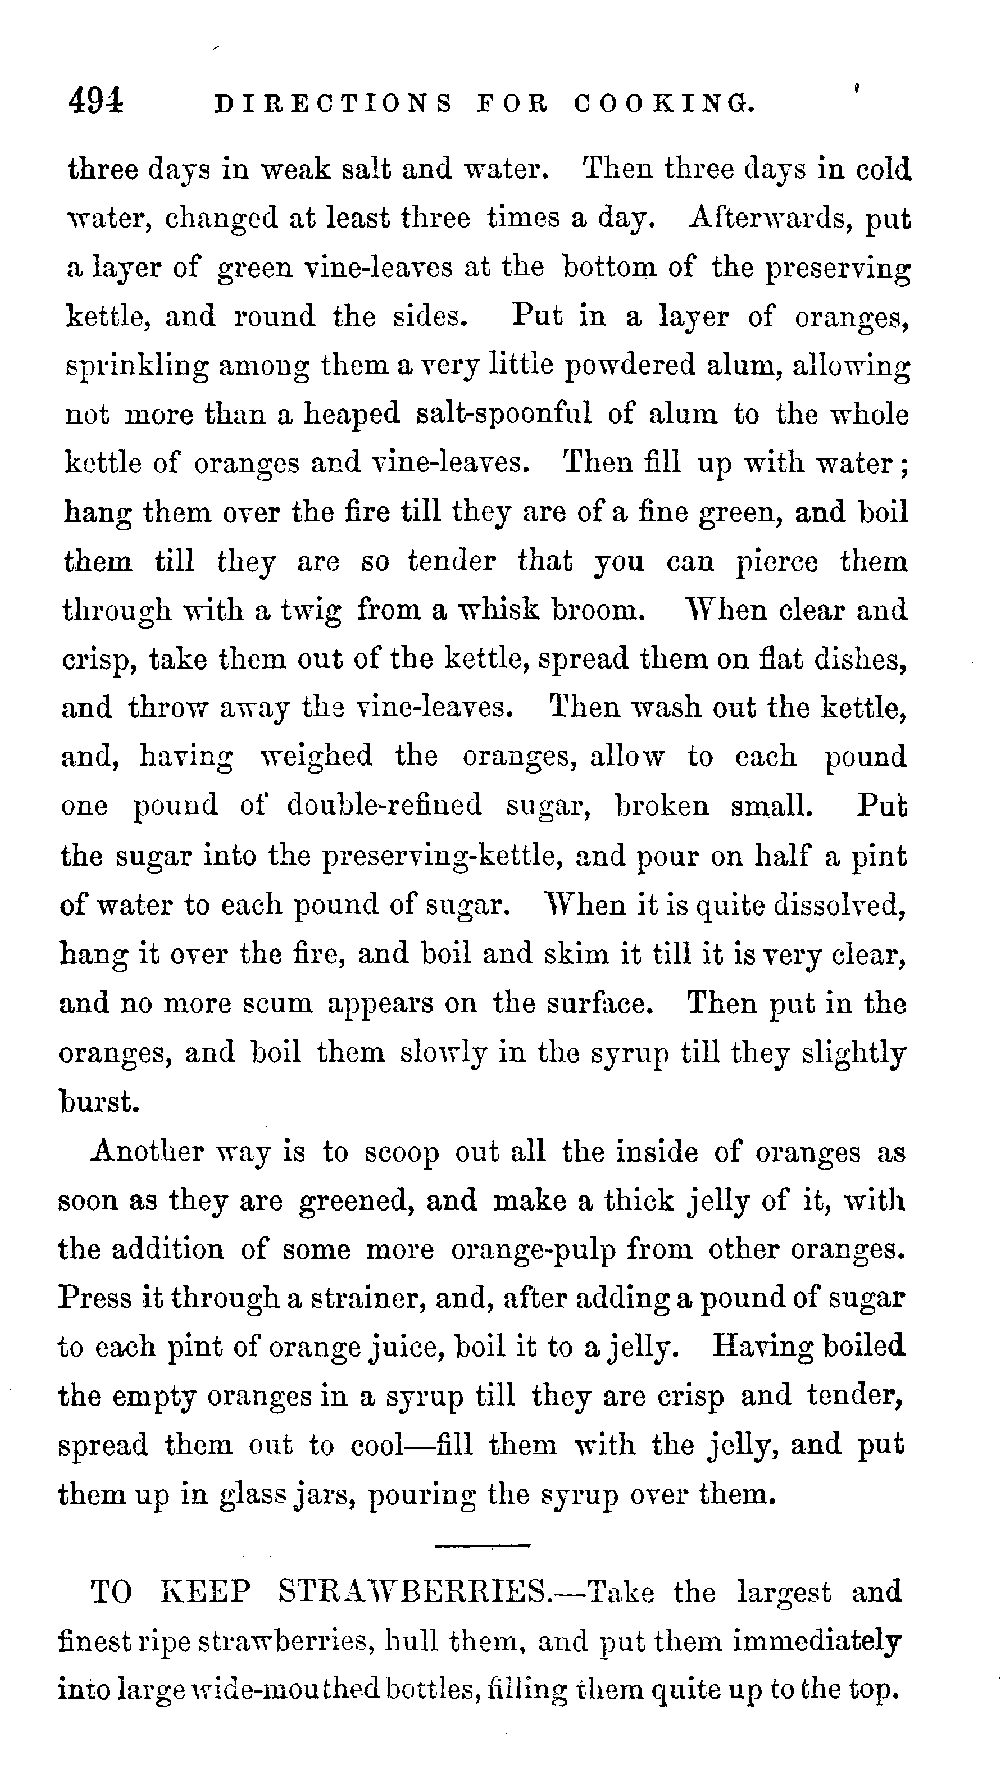 494 DIRECTIONS FOR COOKING.
three days in weak salt and water. Then three days in cold
water, changed at least three times a day. Afterwards, put
a layer of green vine-leaves at the bottom of the preserving
kettle, and round the sides. Put in a layer of oranges,
sprinkling among them a very little powdered alum, allowing
not more than a heaped salt-spoonful of alum to the whole
kettle of oranges and vine-leaves. Then fill up with water;
hang them over the fire till they are of a fine green, and boil
them till they are so tender that you can pierce them
through with a twig from a whisk broom. When clear and
crisp, take them out of the kettle, spread them on flat dishes,
and throw away the vine-leaves. Then wash out the kettle,
and, having weighed the oranges, allow to each pound
one pound of double-refined sugar, broken small. Put
the sugar into the preserving-kettle, and pour on half a pint
of water to each pound of sugar. When it is quite dissolved,
hang it over the fire, and boil and skim it till it is very clear,
and no more scum appears on the surface. Then put in the
oranges, and boil them slowly in the syrup till they slightly
burst.
Another way is to scoop out all the inside of oranges as
soon as they are greened, and make a thick jelly of it, with
the addition of some more orange-pulp from other oranges.
Press it through a strainer, and, after adding a pound of sugar
to each pint of orange juice, boil it to a jelly. Having boiled
the empty oranges in a syrup till they are crisp and tender,
spread them out to cool—fill them with the jelly, and put
them up in glass jars, pouring the syrup over them.
TO KEEP STRAWBERRIES.—Take the largest and
finest ripe strawberries, hull them, and put them immediately
into large wide-mouthed bottles, filling them quite up to the top.